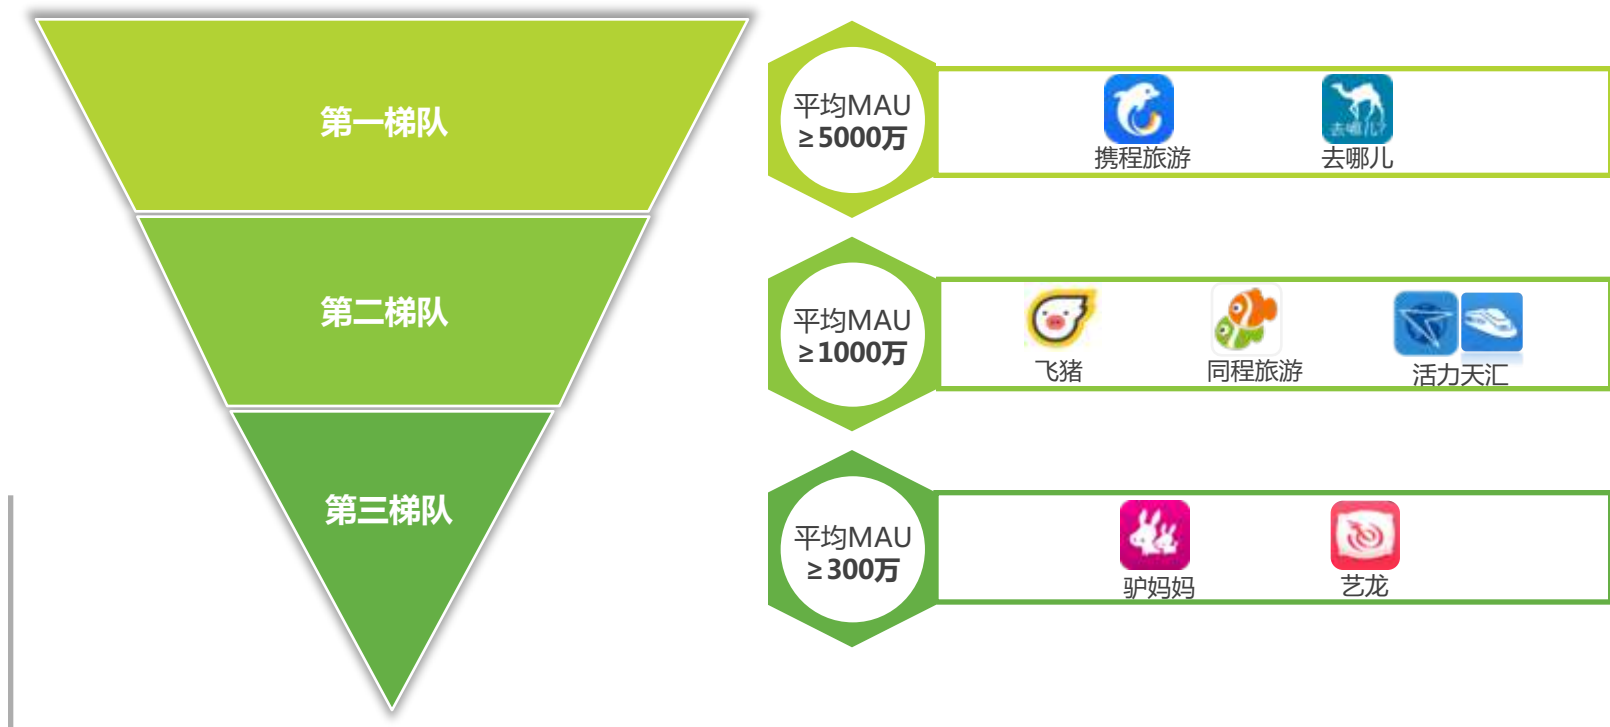 第一梯队
平均MAU
≥5000万
去哪儿?
携程旅游
去哪儿
第二梯队
平均MAU
≥1000万
飞猪
同程旅游
活力天汇
第三梯队
平均MAU
≥300万
驴妈妈
艺龙